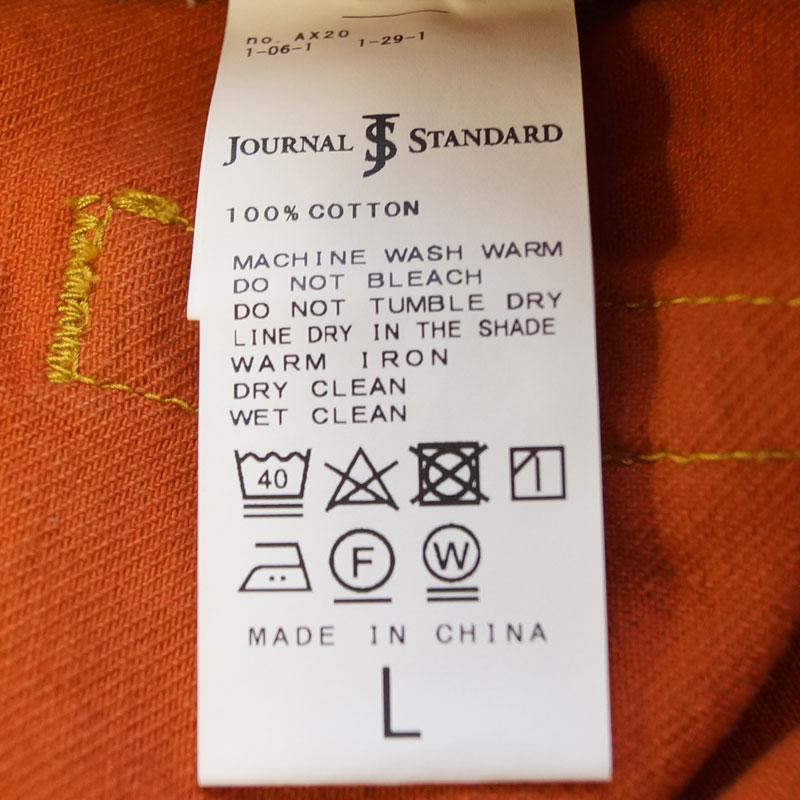 no. AX20
1-06-1 1-29-1
JOURNAL JS STANDARD
100% COTTON
MACHINE WASH WARM
DO NOT BLEACH
DO NOT TUMBLE DRY
LINE DRY IN THE SHADE
WARM IRON
DRY CLEAN
WET CLEAN
40
F W
MADE IN CHINA
L